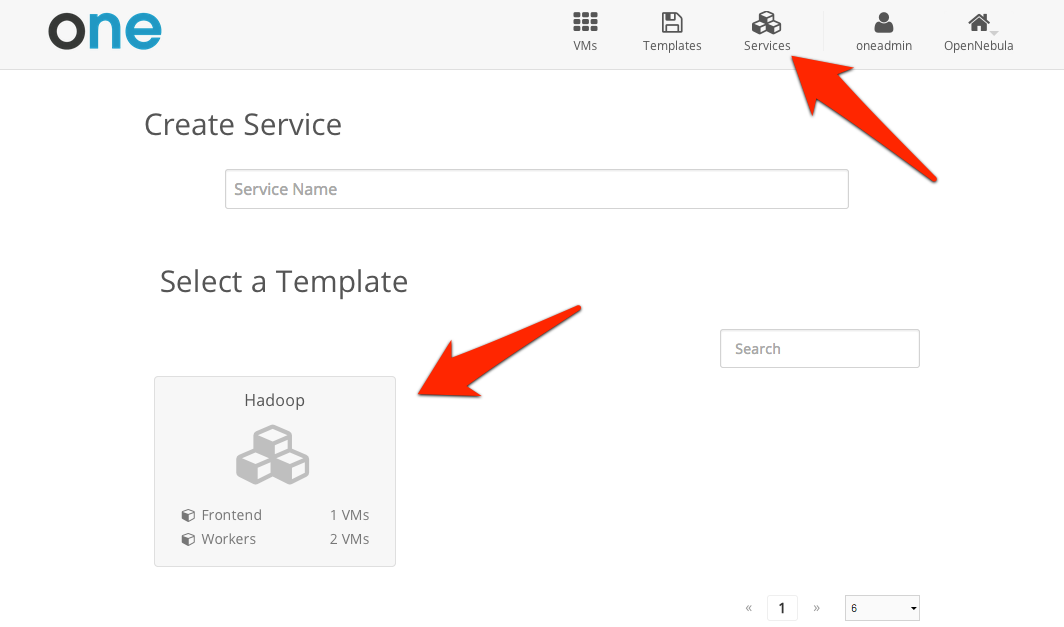 one
VMs Templates Services oneadmin OpenNebula
Create Service
Service Name
Select a Template
Search
Hadoop
Frontend 1 VMs
Workers 2 VMs
« 1 » 6